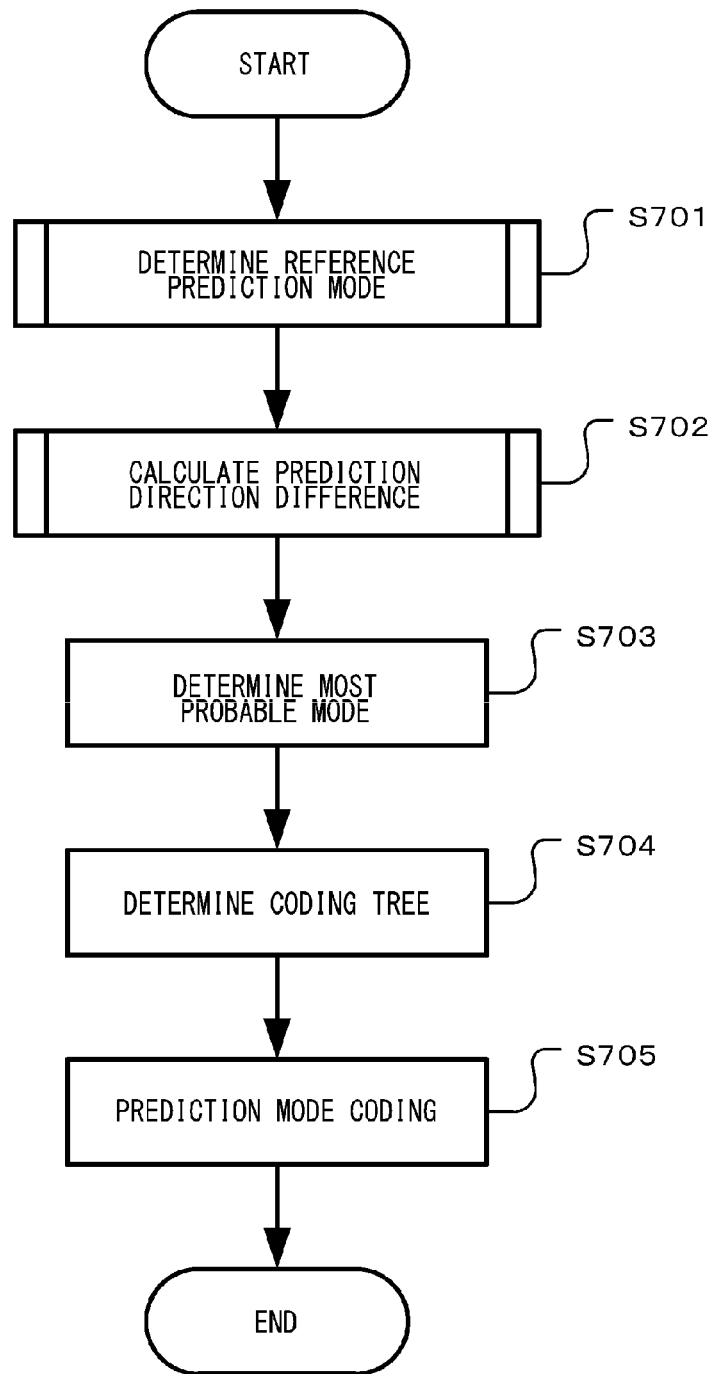 START
DETERMINE REFERENCE
PREDICTION MODE
S701
CALCULATE PREDICTION
DIRECTION DIFFERENCE
S702
DETERMINE MOST
PROBABLE MODE
S703
DETERMINE CODING TREE
S704
PREDICTION MODE CODING
S705
END